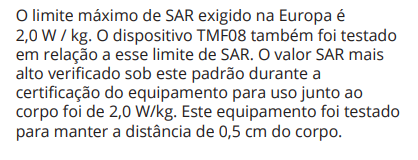 O limite máximo de SAR exigido na Europa é
2,0 W / kg. O dispositivo TMF08 também foi testado
em relação a esse limite de SAR. O valor SAR mais
alto verificado sob este padrão durante a
certificação do equipamento para uso junto ao
corpo foi de 2,0 W/kg. Este equipamento foi testado
para manter a distância de 0,5 cm do corpo.